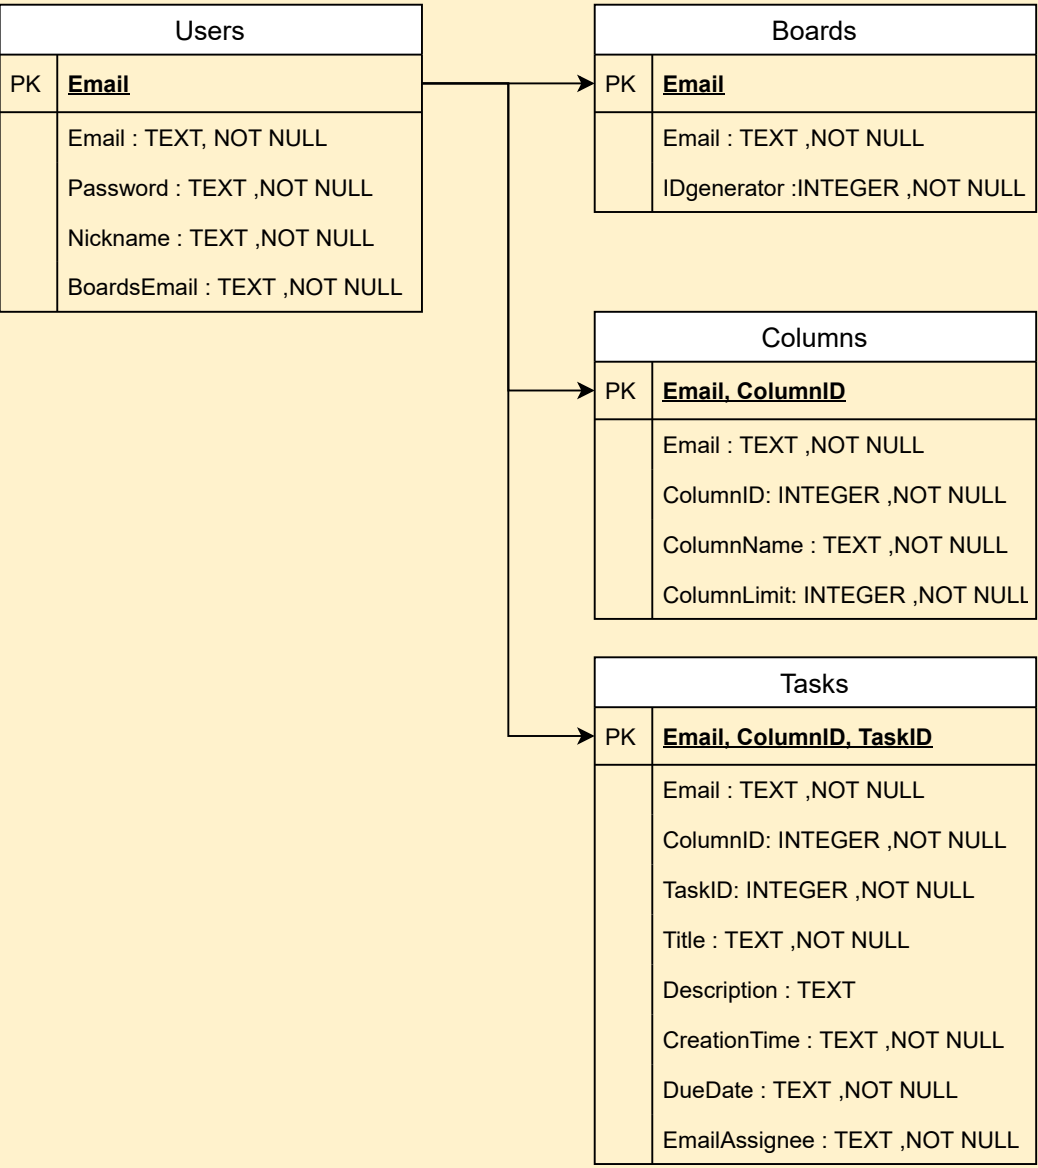 Users
PK Email
Email : TEXT, NOT NULL
Password : TEXT ,NOT NULL
Nickname : TEXT ,NOT NULL
BoardsEmail : TEXT ,NOT NULL
Boards
PK Email
Email : TEXT ,NOT NULL
IDgenerator :INTEGER ,NOT NULL
Columns
PK Email, ColumnID
Email : TEXT ,NOT NULL
ColumnID: INTEGER ,NOT NULL
ColumnName : TEXT ,NOT NULL
ColumnLimit: INTEGER ,NOT NULL
Tasks
PK Email, ColumnID, TaskID
Email : TEXT ,NOT NULL
ColumnID: INTEGER ,NOT NULL
TaskID: INTEGER ,NOT NULL
Title : TEXT ,NOT NULL
Description : TEXT
CreationTime : TEXT ,NOT NULL
DueDate : TEXT ,NOT NULL
EmailAssignee : TEXT ,NOT NULL